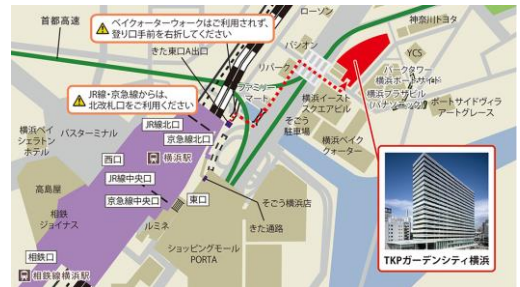 首都高速
ベイクォーターウォークはご利用されず、
登り口手前を右折してください
ローソン
神奈川トヨタ
きた東口A出口
パシオン
リパーク
YCS
パークタワー
横浜ポートサイド
JR線・京急線からは、
北改札口をご利用ください
ファミリー
マート
横浜イースト
スクエアビル
横浜プラザビル
ポートサイドヴィラ
アートグレース
横浜ベイ
シェラトン
ホテル
バスターミナル
JR線北口
京急線北口
そごう
駐車場
横浜ベイ
クォーター
西口
横浜駅
JR線中央口
京急線中央口
東口
高島屋
相鉄
ジョイナス
ルミネ
そごう横浜店
きた通路
ショッピングモール
PORTA
相鉄口
相鉄線横浜駅
TKPガーデンシティ横浜